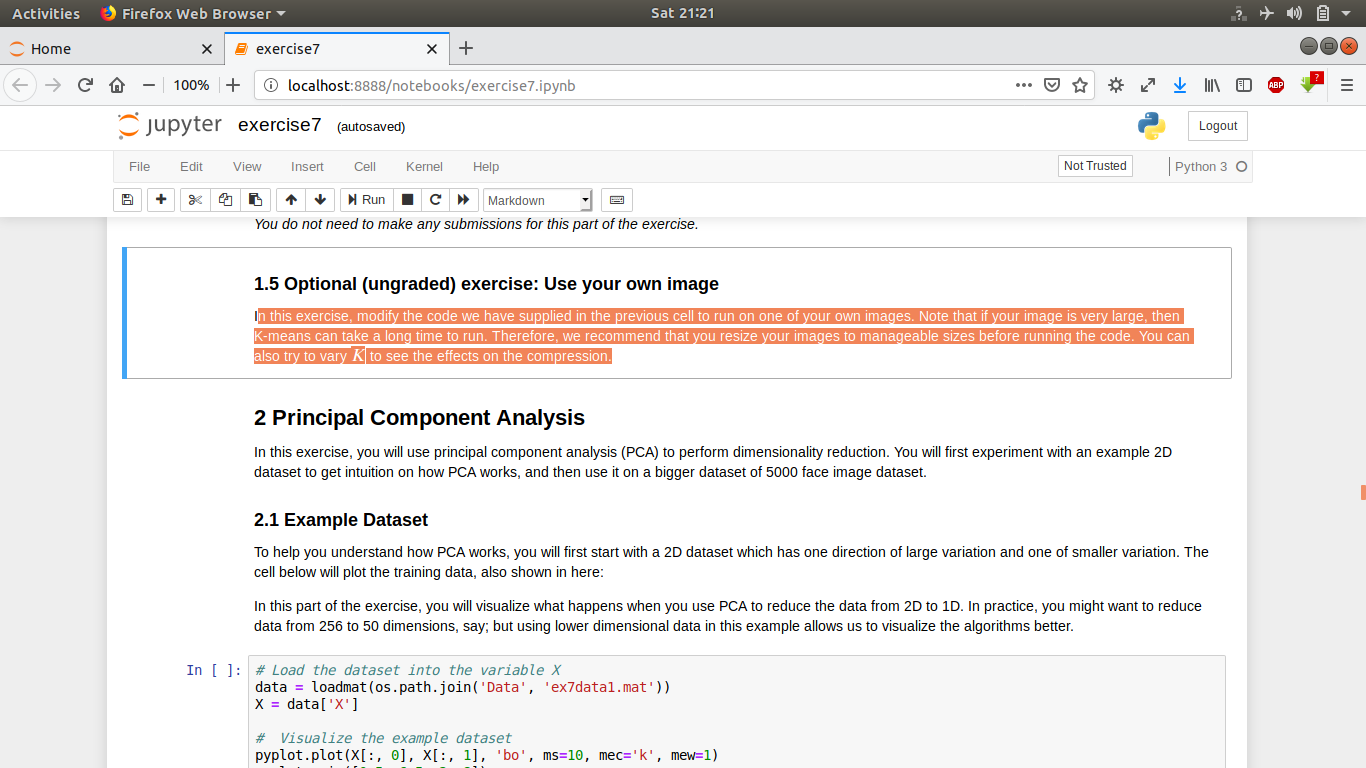 Activities Firefox Web Browser Sat 21:21
Home exercise7
100% localhost:8888/notebooks/exercise7.ipynb ABP ?
jupyter exercise7 (autosaved) Logout
File Edit View Insert Cell Kernel Help Not Trusted Python 3
Run Markdown
You do not need to make any submissions for this part of the exercise.
1.5 Optional (ungraded) exercise: Use your own image
In this exercise, modify the code we have supplied in the previous cell to run on one of your own images. Note that if your image is very large, then
K-means can take a long time to run. Therefore, we recommend that you resize your images to manageable sizes before running the code. You can
also try to vary K to see the effects on the compression.
2 Principal Component Analysis
In this exercise, you will use principal component analysis (PCA) to perform dimensionality reduction. You will first experiment with an example 2D
dataset to get intuition on how PCA works, and then use it on a bigger dataset of 5000 face image dataset.
2.1 Example Dataset
To help you understand how PCA works, you will first start with a 2D dataset which has one direction of large variation and one of smaller variation. The
cell below will plot the training data, also shown in here:
In this part of the exercise, you will visualize what happens when you use PCA to reduce the data from 2D to 1D. In practice, you might want to reduce
data from 256 to 50 dimensions, say; but using lower dimensional data in this example allows us to visualize the algorithms better.
In [ ]: # Load the dataset into the variable X
data = loadmat(os.path.join('Data', 'ex7data1.mat'))
X = data['X']
#  Visualize the example dataset
pyplot.plot(X[:, 0], X[:, 1], 'bo', ms=10, mec='k', mew=1)